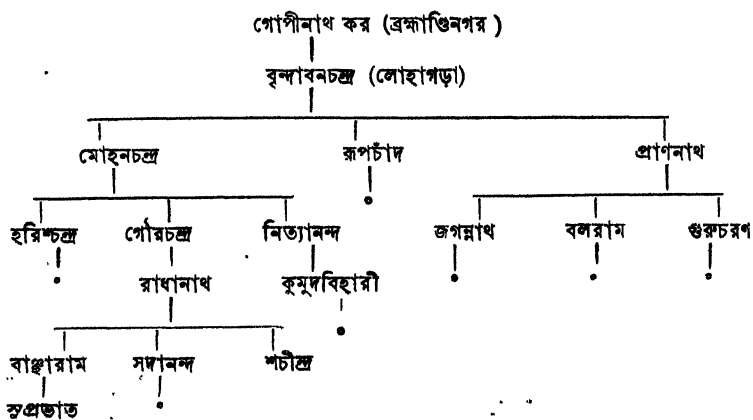 গোপীনাথ কর (ব্রহ্মাণ্ডিনগর)
বৃন্দাবনচন্দ্র (লোহাগড়া)
মোহনচন্দ্র রূপচাঁদ প্রাণনাথ
হরিশ্চন্দ্র গৌরচন্দ্র নিত্যানন্দ জগন্নাথ বলরাম গুরুচরণ
রাধানাথ কুমুদবিহারী
বাঞ্ছারাম সদানন্দ শচীন্দ্র
সুপ্রভাত